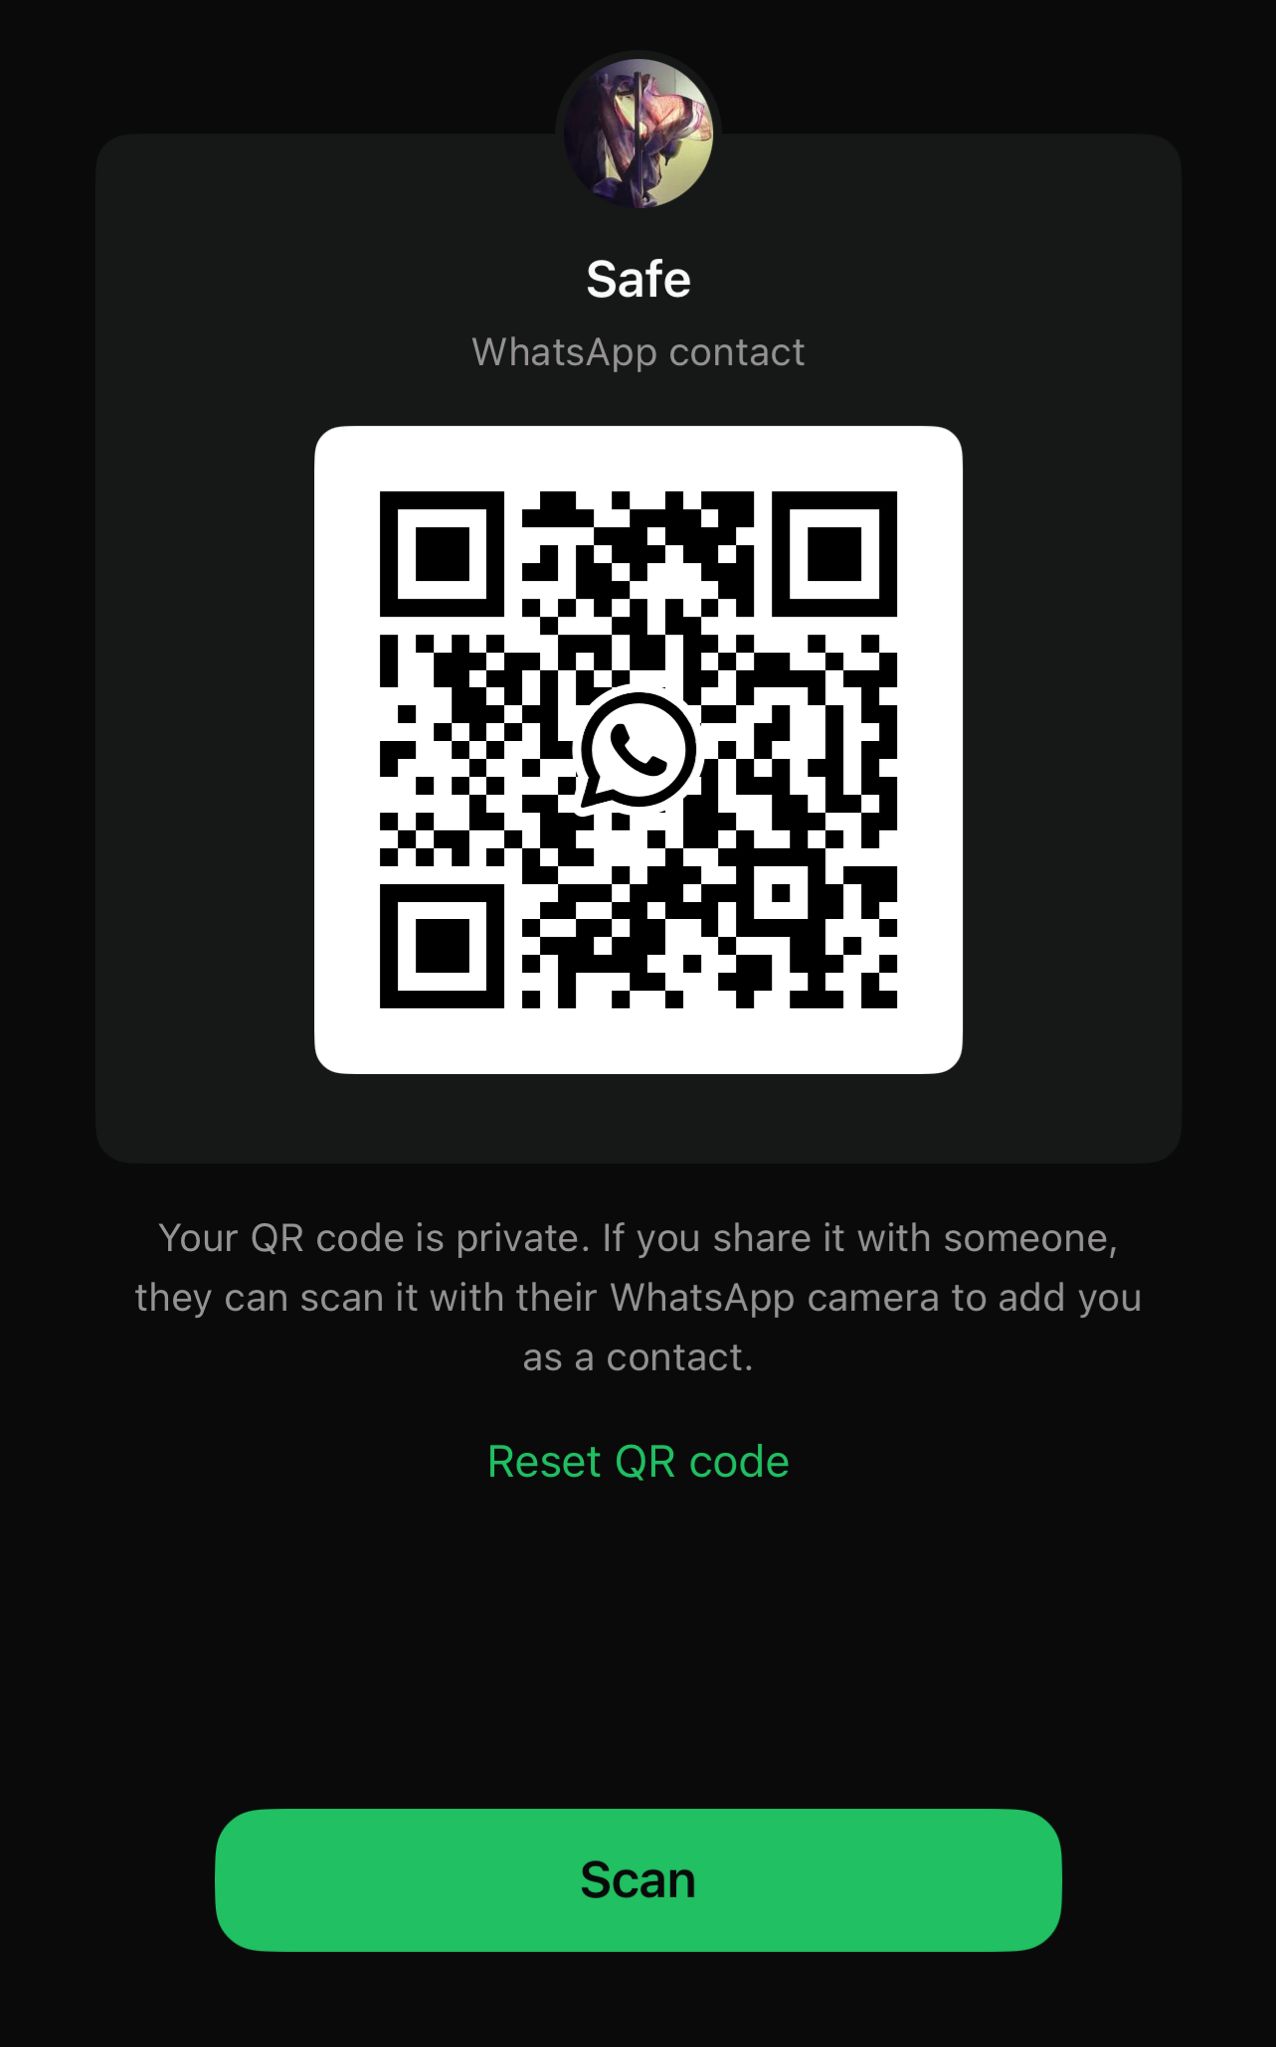 Safe
WhatsApp contact
Your QR code is private. If you share it with someone,
they can scan it with their WhatsApp camera to add you
as a contact.
Reset QR code
Scan